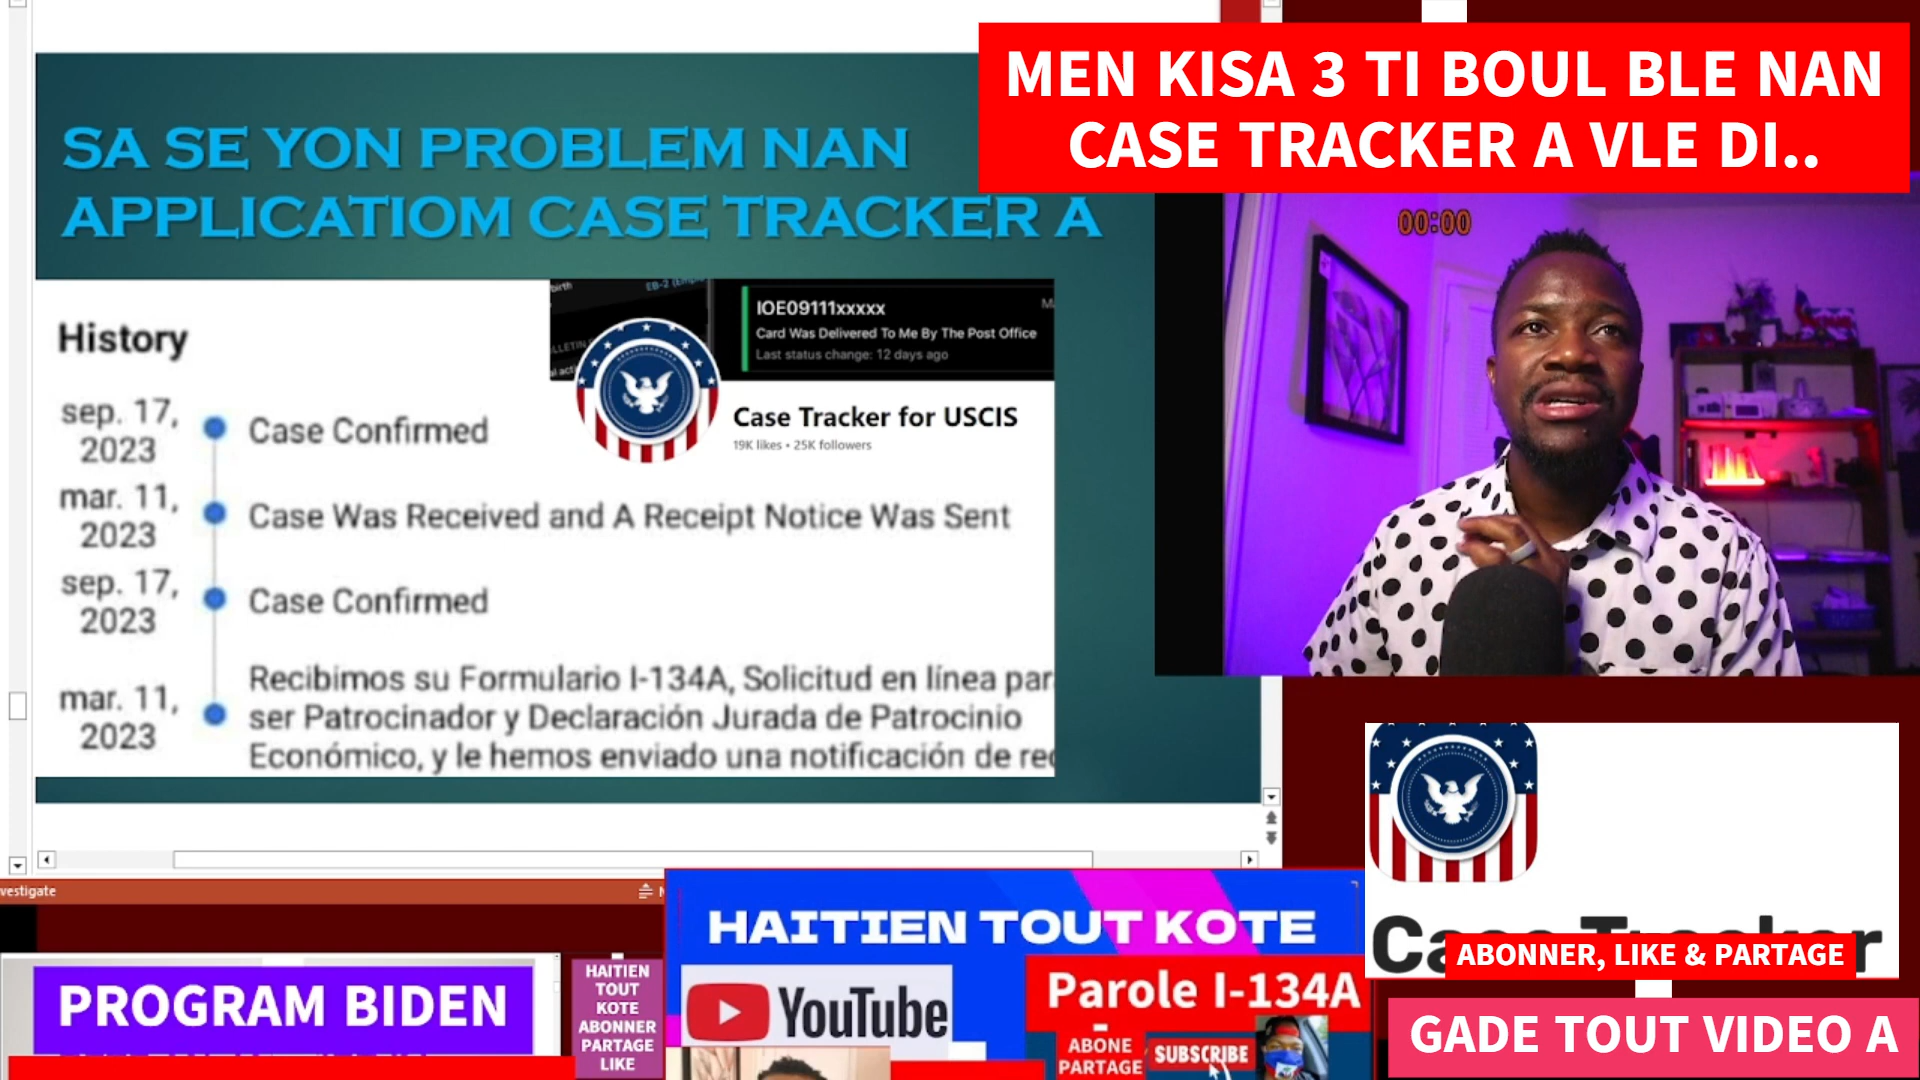 MEN KISA 3 TI BOUL BLE NAN
CASE TRACKER A VLE DI..
SA SE YON PROBLEM NAN
APPLICATIOM CASE TRACKER A
00:00
birth
EB-2
IOE09111xxxxx
Card Was Delivered To Me By The Post Office
Last status change: 12 days ago
Case Tracker for USCIS
19K likes • 25K followers
History
sep. 17,
2023
Case Confirmed
mar. 11,
2023
Case Was Received and A Receipt Notice Was Sent
sep. 17,
2023
Case Confirmed
mar. 11,
2023
Recibimos su Formulario I-134A, Solicitud en línea par
ser Patrocinador y Declaración Jurada de Patrocinio
Económico, y le hemos enviado una notificación de rec
vestigate
HAITIEN TOUT KOTE
YouTube
Parole I-134A
-
ABONE
PARTAGE
SUBSCRIBE
PROGRAM BIDEN
HAITIEN
TOUT
KOTE
ABONNER
PARTAGE
LIKE
ABONNER, LIKE & PARTAGE
GADE TOUT VIDEO A